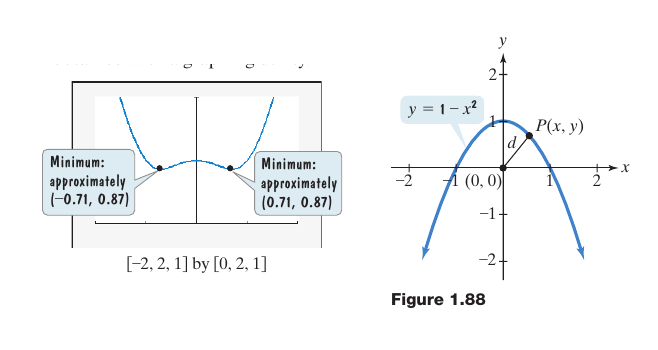 Minimum:
approximately
(−0.71, 0.87)
Minimum:
approximately
(0.71, 0.87)
[−2, 2, 1] by [0, 2, 1]
y
2
y = 1 − x²
1
P(x, y)
d
x
−2
−1
(0, 0)
1
2
−1
−2
Figure 1.88